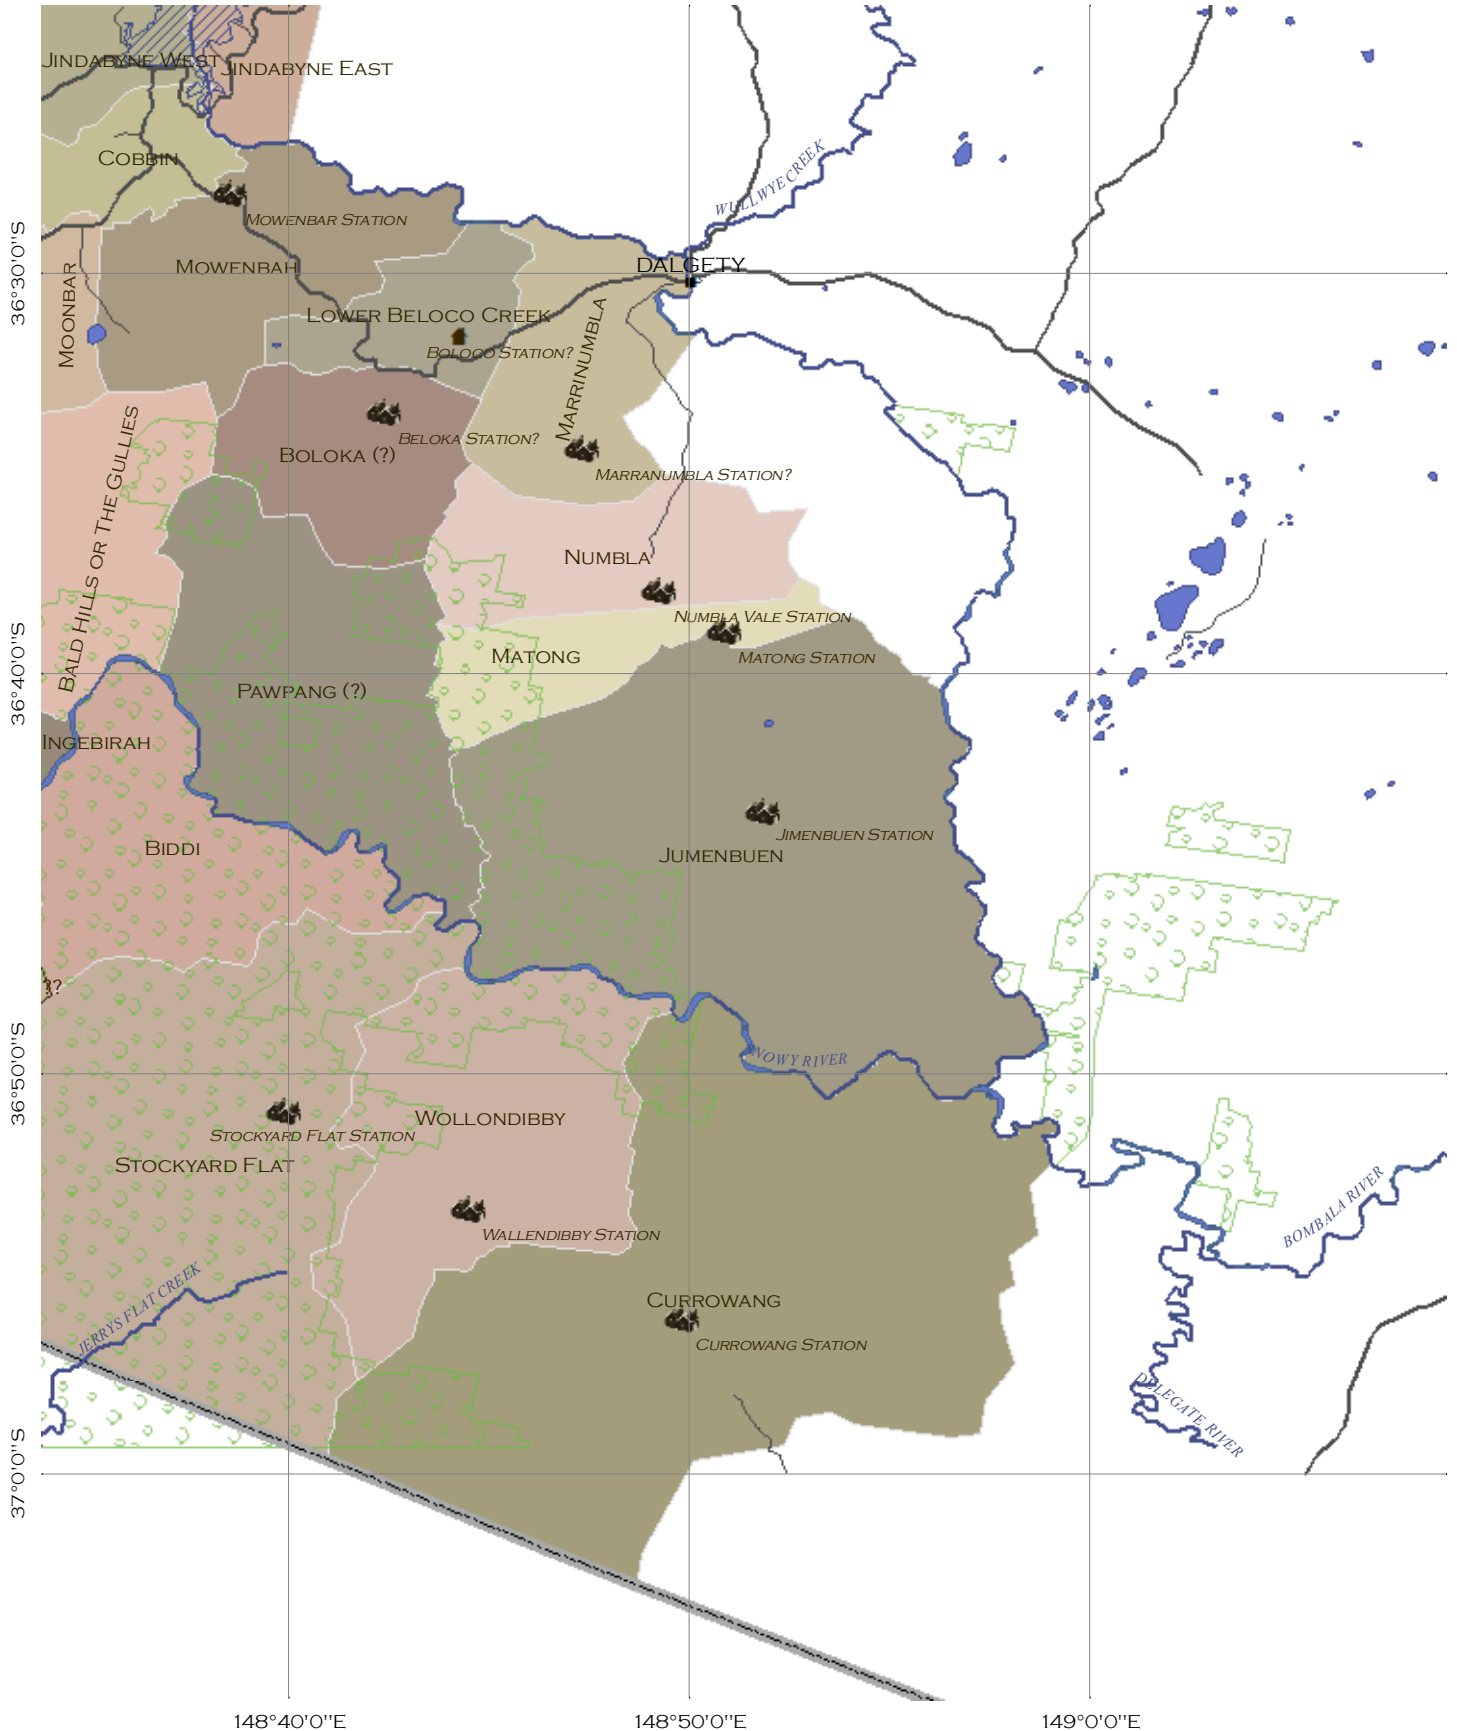 JINDABYNE WEST
JINDABYNE EAST
COBBIN
WULLWYE CREEK
MOWENBAR STATION
36°30'0"S
MOONBAR
MOWENBAH
DALGETY
LOWER BELOCO CREEK
BOLOCO STATION?
MARRINUMBLA
BALD HILLS OR THE GULLIES
BELOKA STATION?
BOLOKA (?)
MARRANUMBLA STATION?
NUMBLA
NUMBLA VALE STATION
MATONG
MATONG STATION
36°40'0"S
PAWPANG (?)
INGEBIRAH
BIDDI
JIMENBUEN STATION
JUMENBUEN
??
36°50'0"S
NOWY RIVER
WOLLONDIBBY
STOCKYARD FLAT STATION
STOCKYARD FLAT
BOMBALA RIVER
WALLENDIBBY STATION
JERRYS FLAT CREEK
CURROWANG
CURROWANG STATION
DELEGATE RIVER
37°0'0"S
148°40'0"E
148°50'0"E
149°0'0"E